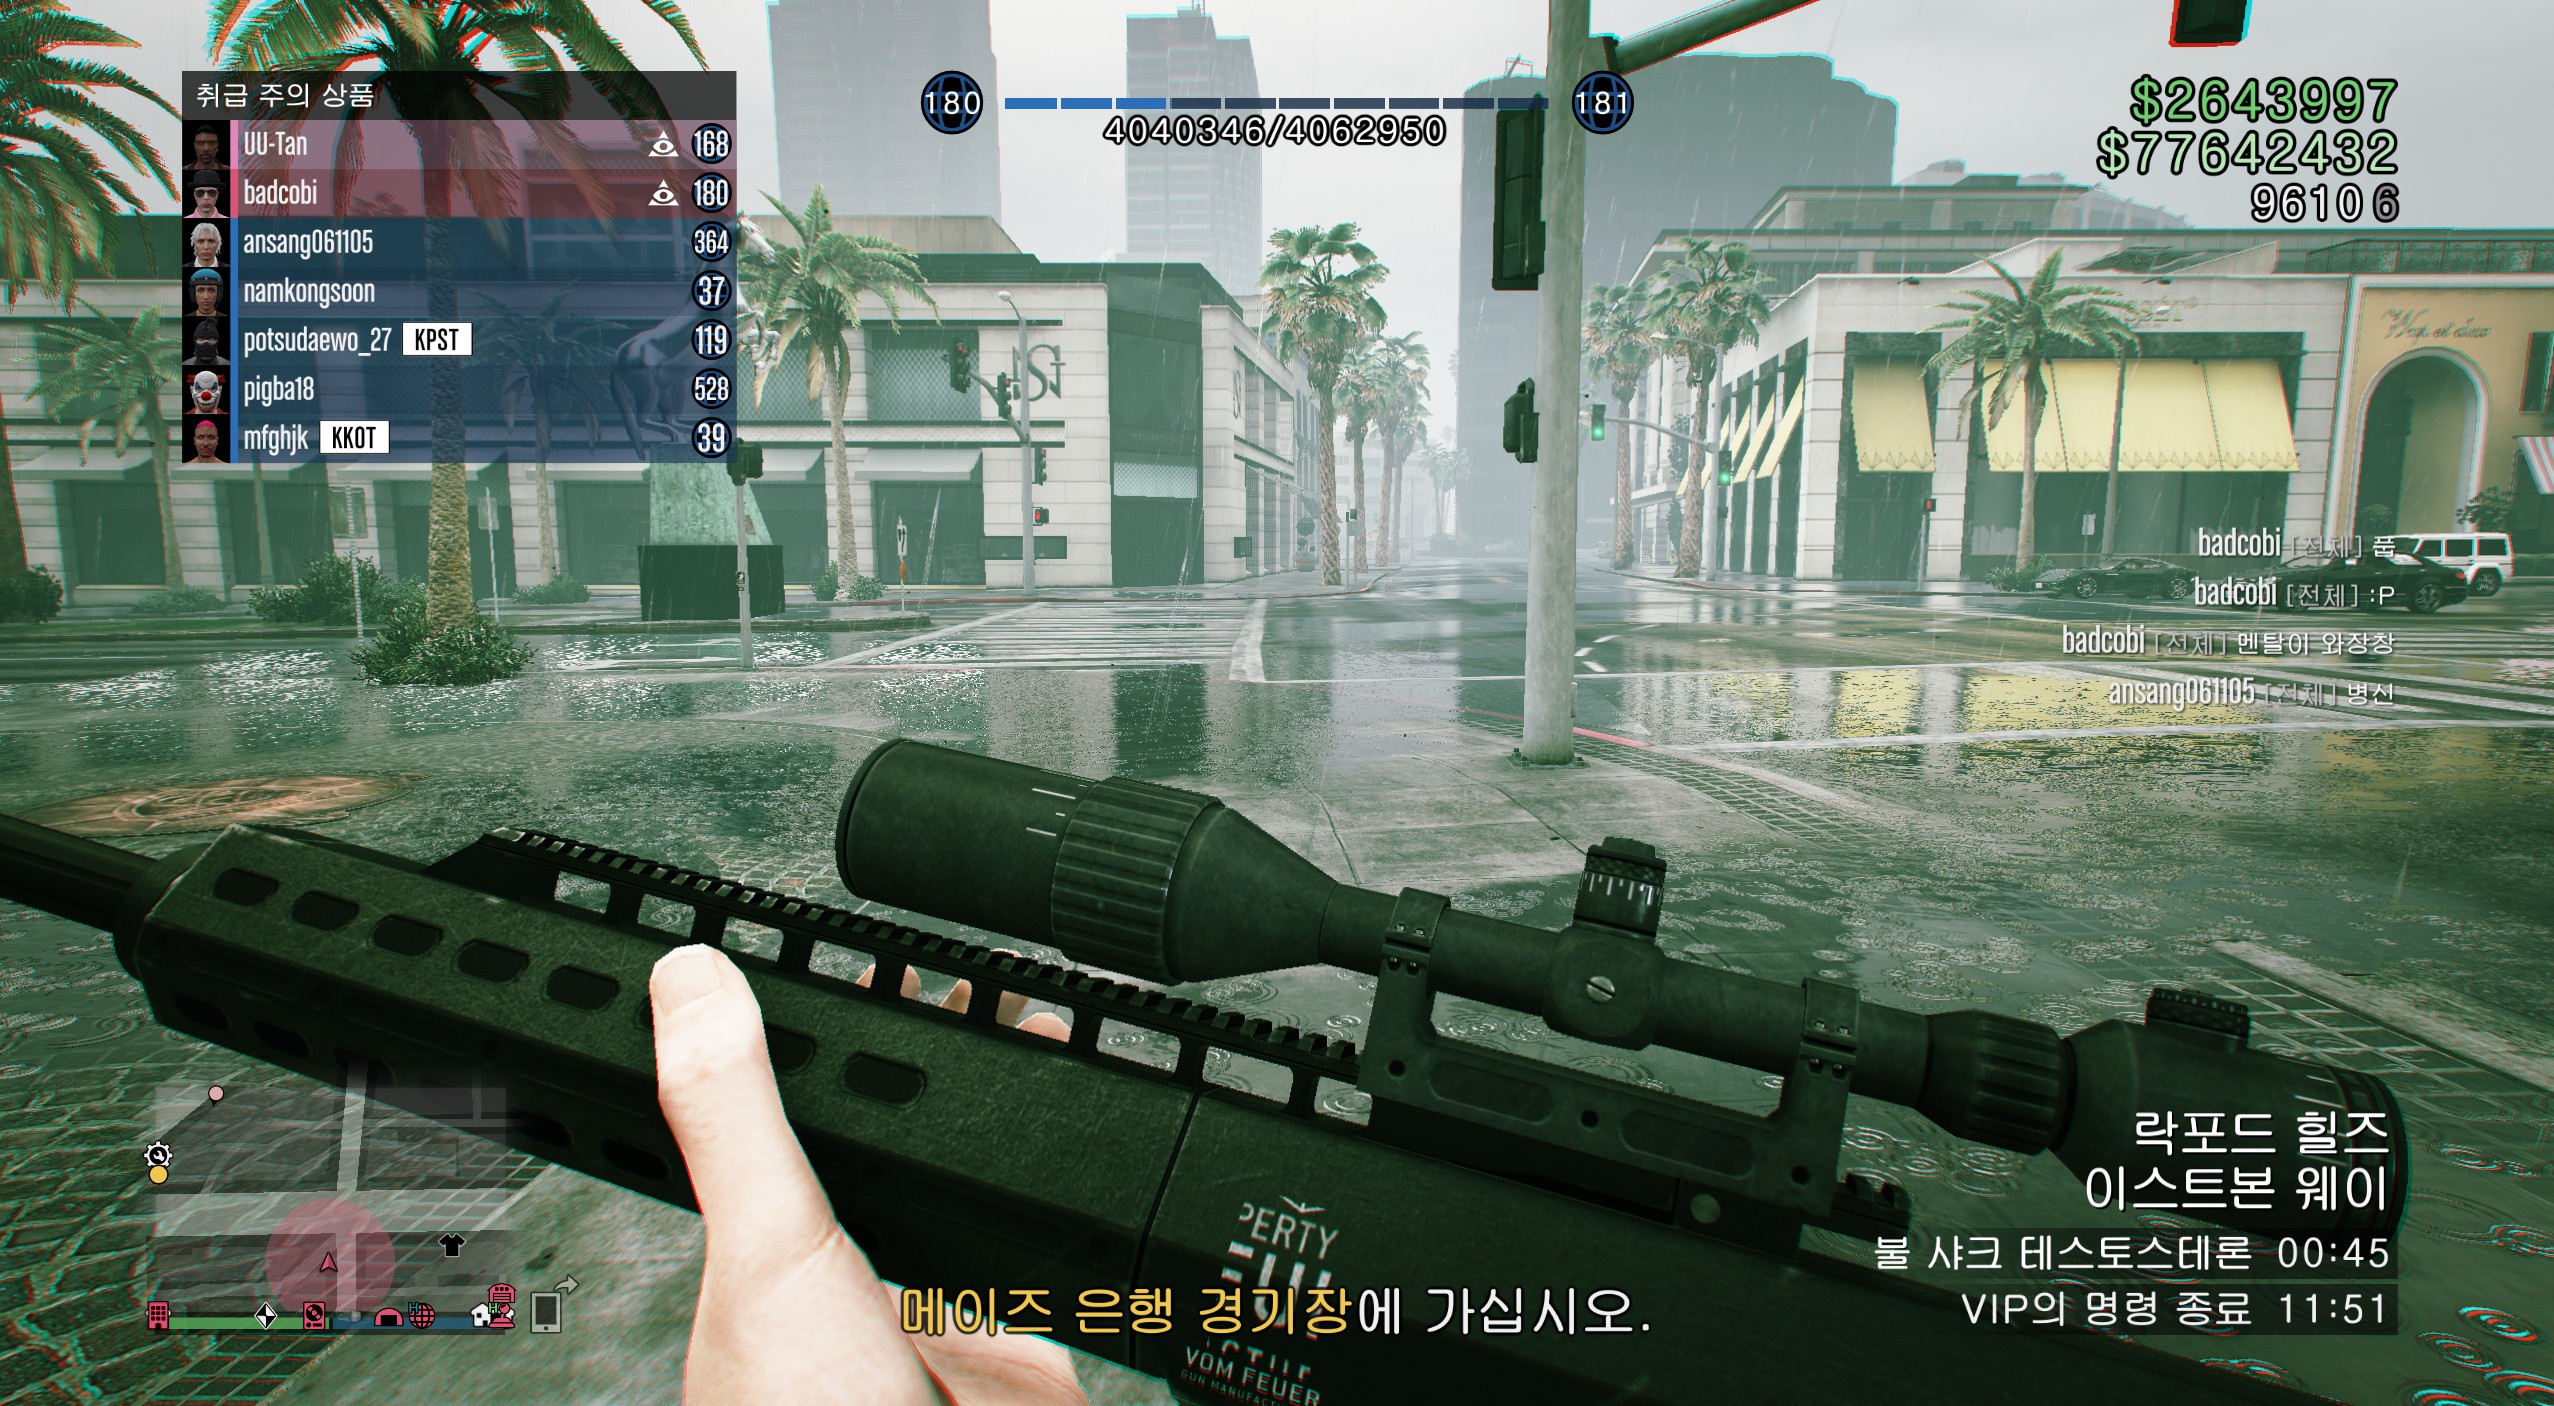 취급 주의 상품
UU-Tan 168
badcobi 180
ansang061105 364
namkongsoon 37
potsudaewo_27 KPST 119
pigba18 528
mfghjk KKOT 39
180 181
4040346/4062950
$2643997
$77642432
9610 6
badcobi [전체] 풉
badcobi [전체] :P
badcobi [전체] 멘탈이 와장창
ansang061105 [전체] 병신
PERTY
VOM FEUER
락포드 힐즈
이스트본 웨이
불 샤크 테스토스테론 00:45
VIP의 명령 종료 11:51
메이즈 은행 경기장에 가십시오.